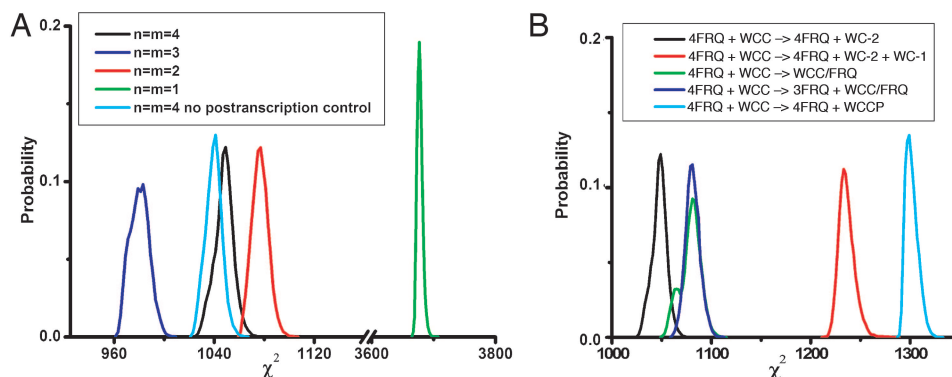 A
n=m=4
n=m=3
n=m=2
n=m=1
n=m=4 no postranscription control
0.2
0.1
0.0
Probability
960
1040
1120
3600
3800
χ²
B
4FRQ + WCC –> 4FRQ + WC-2
4FRQ + WCC –> 4FRQ + WC-2 + WC-1
4FRQ + WCC –> WCC/FRQ
4FRQ + WCC –> 3FRQ + WCC/FRQ
4FRQ + WCC –> 4FRQ + WCCP
0.2
0.1
0.0
Probability
1000
1100
1200
1300
χ²